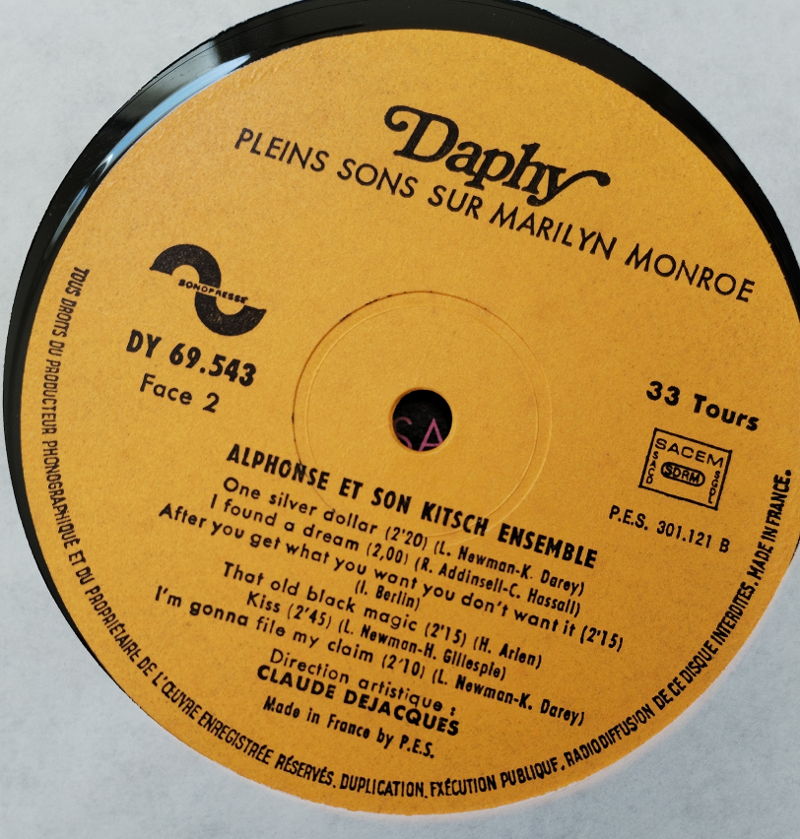 Daphy
PLEINS SONS SUR MARILYN MONROE
SONOPRESSE
DY 69.543
Face 2
33 Tours
SACEM
SACD
SDRM
SGDL
P.E.S. 301.121 B
ALPHONSE ET SON KITSCH ENSEMBLE
One silver dollar (2'20) (L. Newman-K. Darey)
I found a dream (2,00) (R. Addinsell-C. Hassall)
After you get what you want you don't want it (2'15)
(I. Berlin)
That old black magic (2'15) (H. Arlen)
Kiss (2'45) (L. Newman-H. Gillespie)
I'm gonna file my claim (2'10) (L. Newman-K. Darey)
Direction artistique :
CLAUDE DEJACQUES
Made in France by P.E.S.
TOUS DROITS DU PRODUCTEUR PHONOGRAPHIQUE ET DU PROPRIÉTAIRE DE L'ŒUVRE ENREGISTRÉE RÉSERVÉS. DUPLICATION, EXÉCUTION PUBLIQUE, RADIODIFFUSION DE CE DISQUE INTERDITES. MADE IN FRANCE.
SA